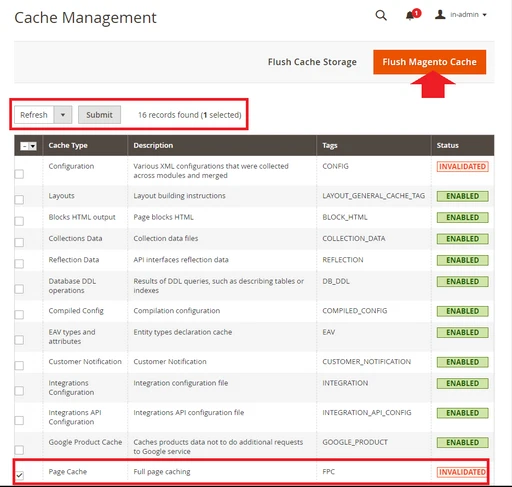 Cache Management
1
in-admin
Flush Cache Storage
Flush Magento Cache
Refresh
Submit
16 records found (1 selected)
Cache Type Description Tags Status
Configuration Various XML configurations that were collected across modules and merged CONFIG INVALIDATED
Layouts Layout building instructions LAYOUT_GENERAL_CACHE_TAG ENABLED
Blocks HTML output Page blocks HTML BLOCK_HTML ENABLED
Collections Data Collection data files COLLECTION_DATA ENABLED
Reflection Data API interfaces reflection data REFLECTION ENABLED
Database DDL operations Results of DDL queries, such as describing tables or indexes DB_DDL ENABLED
Compiled Config Compilation configuration COMPILED_CONFIG ENABLED
EAV types and attributes Entity types declaration cache EAV ENABLED
Customer Notification Customer Notification CUSTOMER_NOTIFICATION ENABLED
Integrations Configuration Integration configuration file INTEGRATION ENABLED
Integrations API Configuration Integrations API configuration file INTEGRATION_API_CONFIG ENABLED
Google Product Cache Caches products data not to do additional requests to Google service GOOGLE_PRODUCT ENABLED
Page Cache Full page caching FPC INVALIDATED